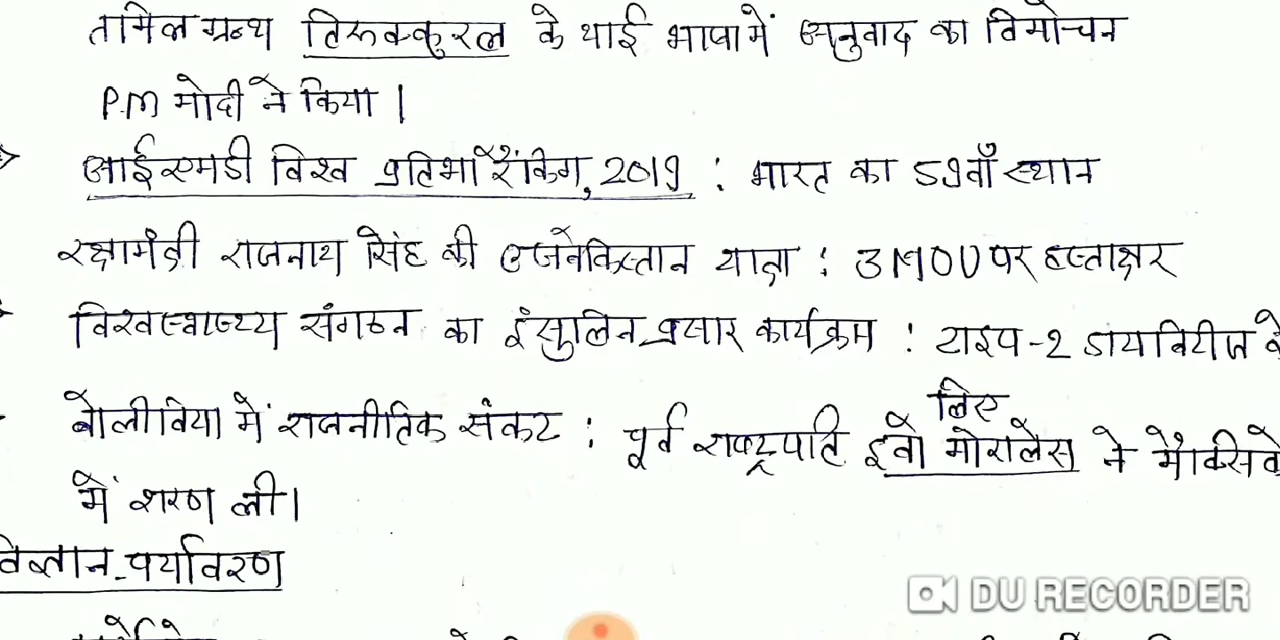 तमिल ग्रन्थ तिरूक्कुरल के थाई भाषा में अनुवाद का विमोचन
P.M मोदी ने किया।
आईएमडी विश्व प्रतिभा रैंकिंग, 2019 : भारत का 59वाँ स्थान
रक्षामंत्री राजनाथ सिंह की उज्बेकिस्तान यात्रा : 3 MOU पर हस्ताक्षर
विश्व स्वास्थ्य संगठन का इंसुलिन प्रसार कार्यक्रम : टाइप-2 डायबिटीज के
लिए
बोलीविया में राजनीतिक संकट : पूर्व राष्ट्रपति इवो मोरालेस ने
में शरण ली।
विज्ञान-पर्यावरण
DU RECORDER